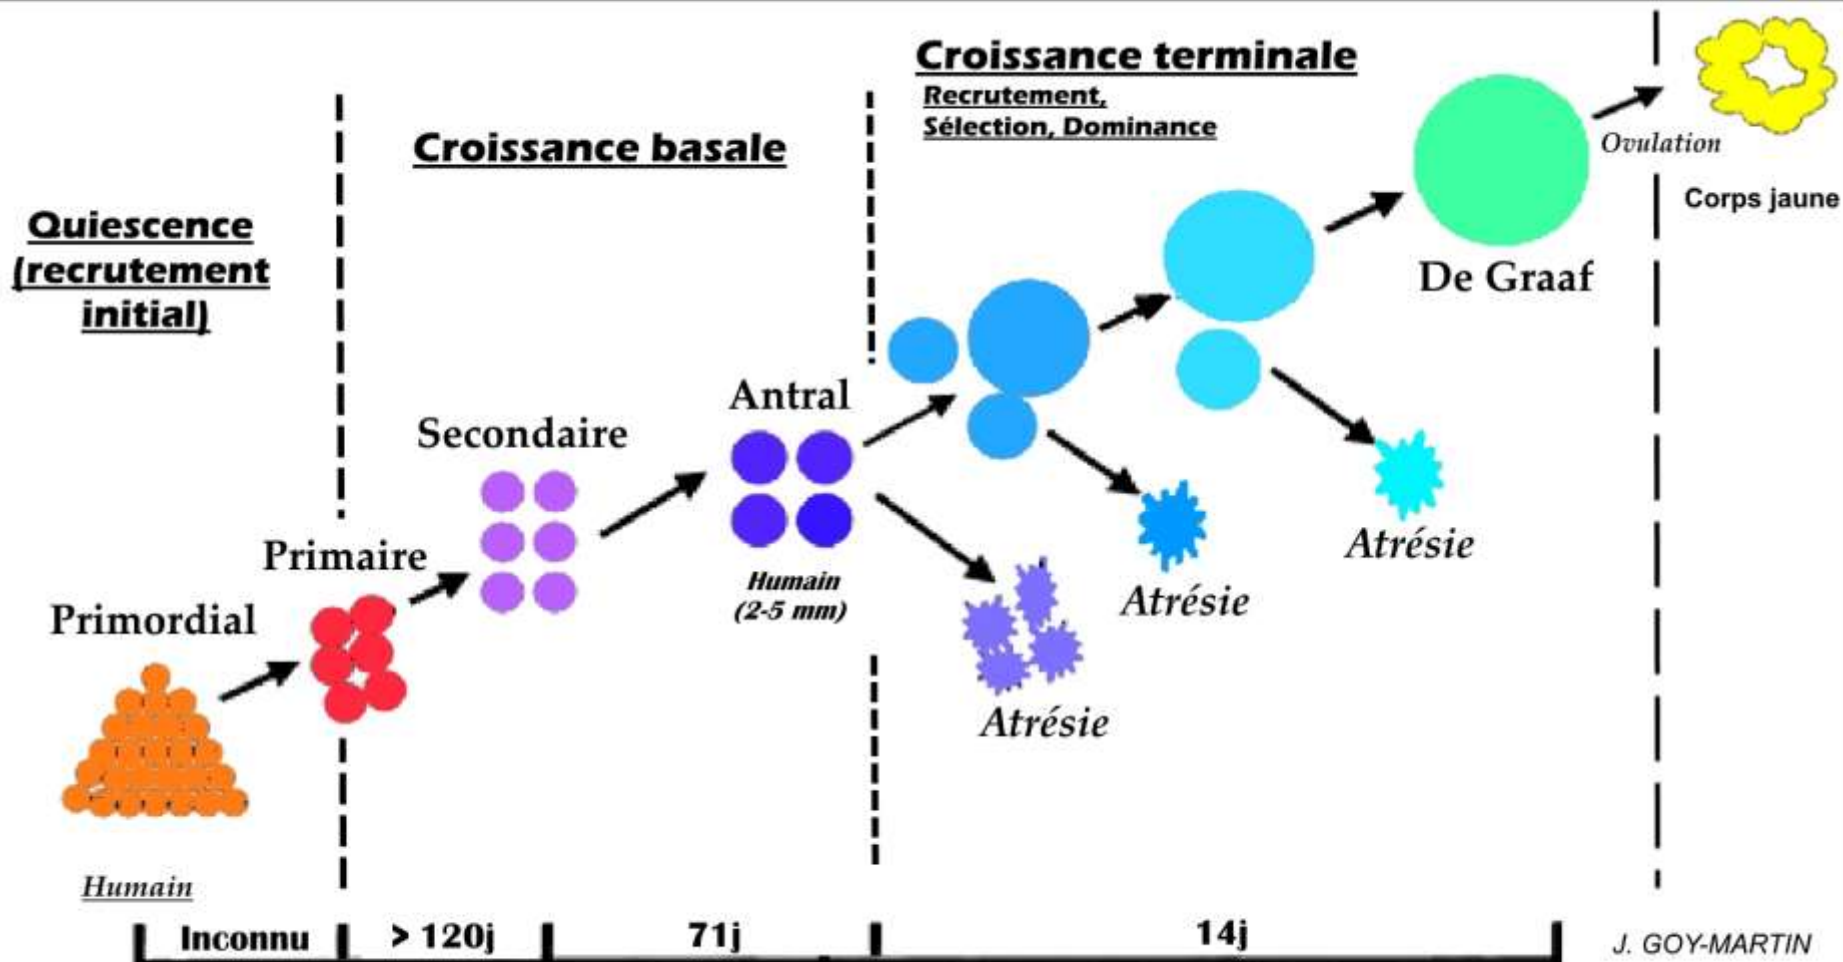 Croissance terminale
Recrutement,
Sélection, Dominance
Ovulation
Corps jaune
Croissance basale
Quiescence
(recrutement
initial)
De Graaf
Antral
Secondaire
Humain
(2-5 mm)
Primaire
Primordial
Atrésie
Atrésie
Atrésie
Humain
Inconnu
> 120j
71j
14j
J. GOY-MARTIN